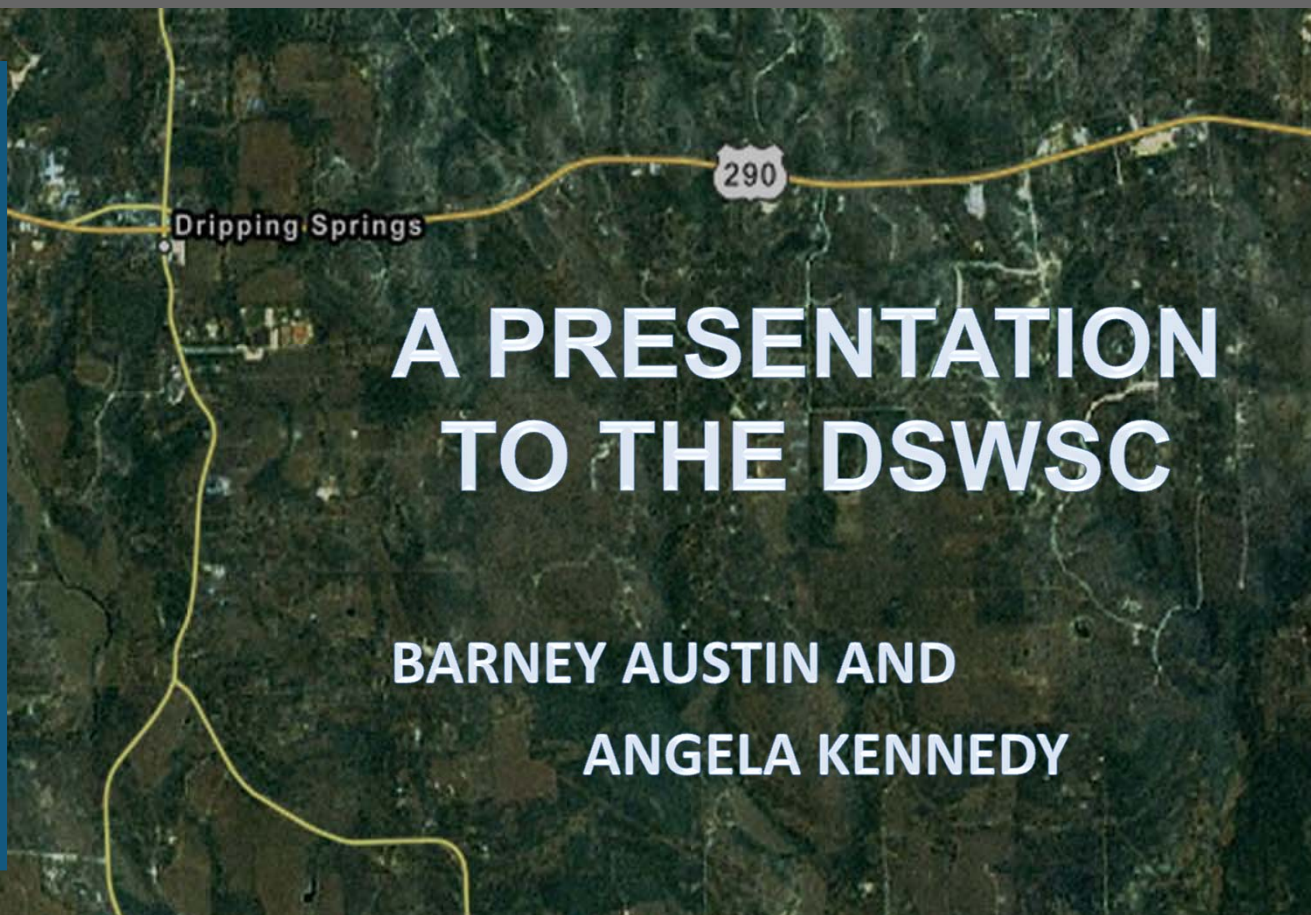 290
Dripping Springs
A PRESENTATION
TO THE DSWSC
BARNEY AUSTIN AND
ANGELA KENNEDY